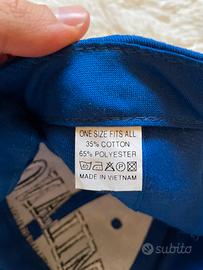 ONE SIZE FITS ALL
35% COTTON
65% POLYESTER
MADE IN VIETNAM
subito